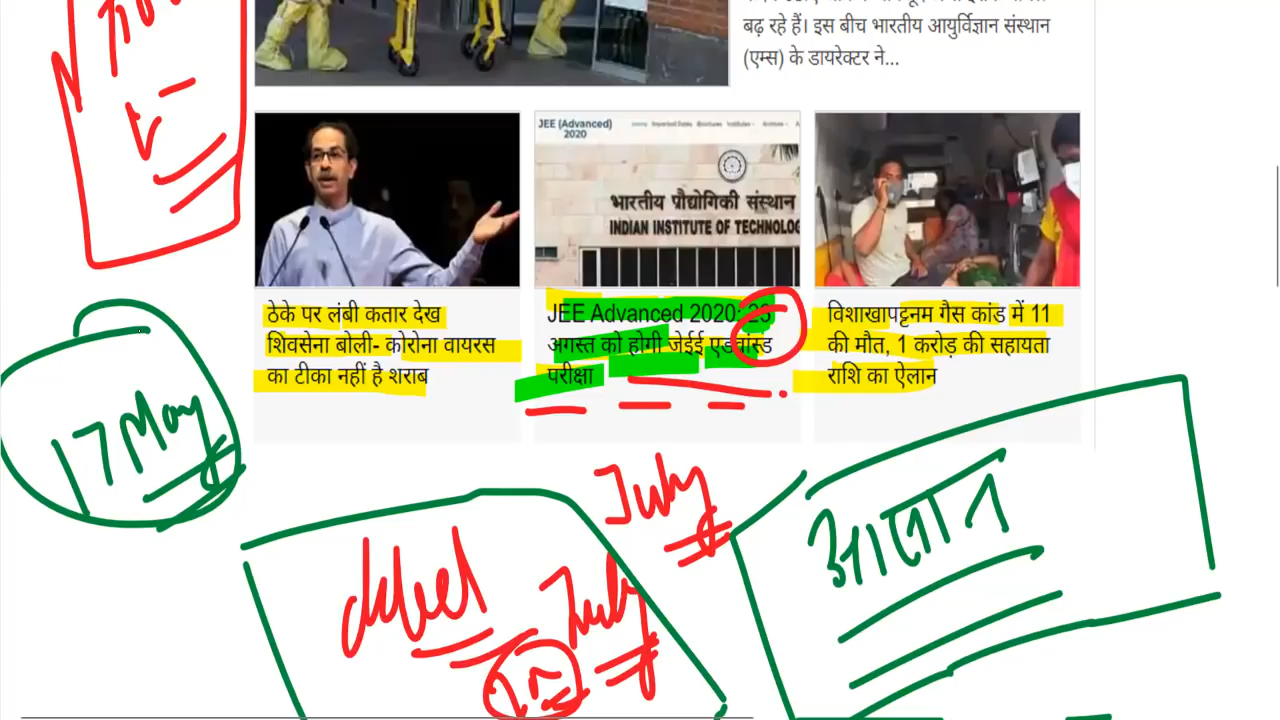 बढ़ रहे हैं। इस बीच भारतीय आयुर्विज्ञान संस्थान
(एम्स) के डायरेक्टर ने...
JEE (Advanced)
2020
भारतीय प्रौद्योगिकी संस्थान
INDIAN INSTITUTE OF TECHNOLOG
ठेके पर लंबी कतार देख
शिवसेना बोली- कोरोना वायरस
का टीका नहीं है शराब
JEE Advanced 2020: 23
अगस्त को होगी जेईई एडवांस्ड
परीक्षा
विशाखापट्टनम गैस कांड में 11
की मौत, 1 करोड़ की सहायता
राशि का ऐलान
17 May
July
July